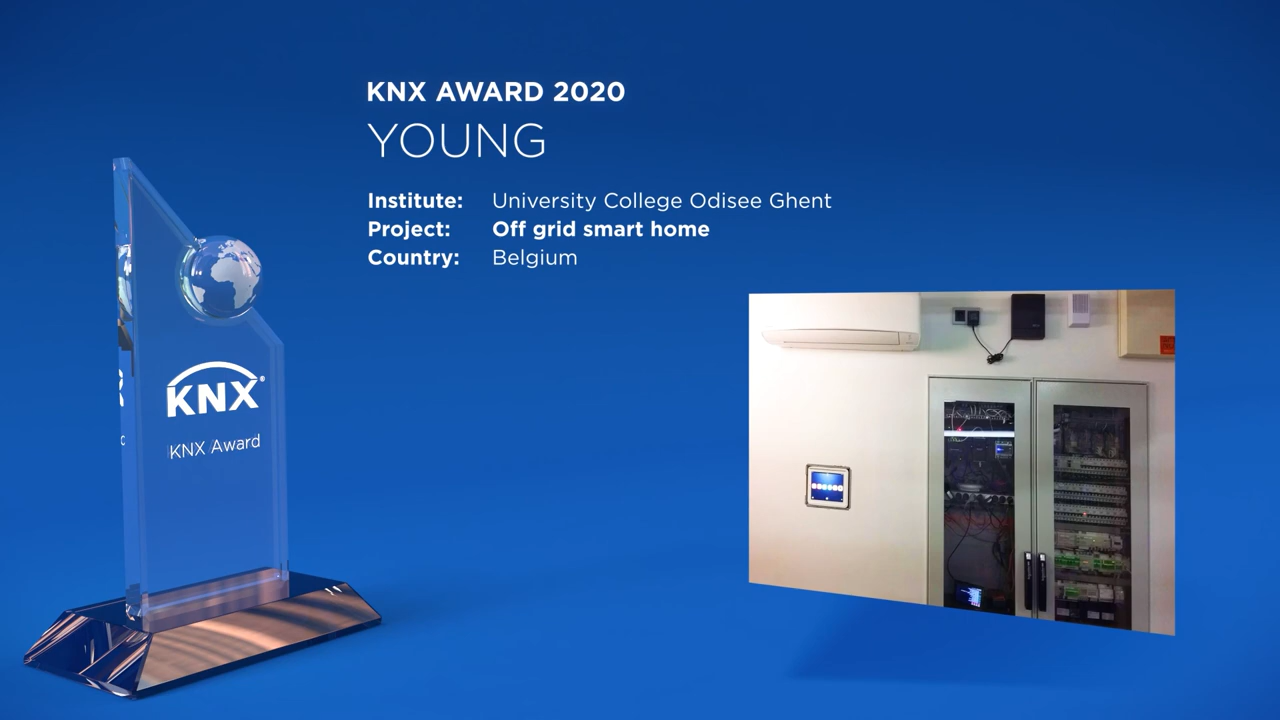 KNX AWARD 2020
YOUNG
Institute: University College Odisee Ghent
Project: Off grid smart home
Country: Belgium
KNX®
KNX Award